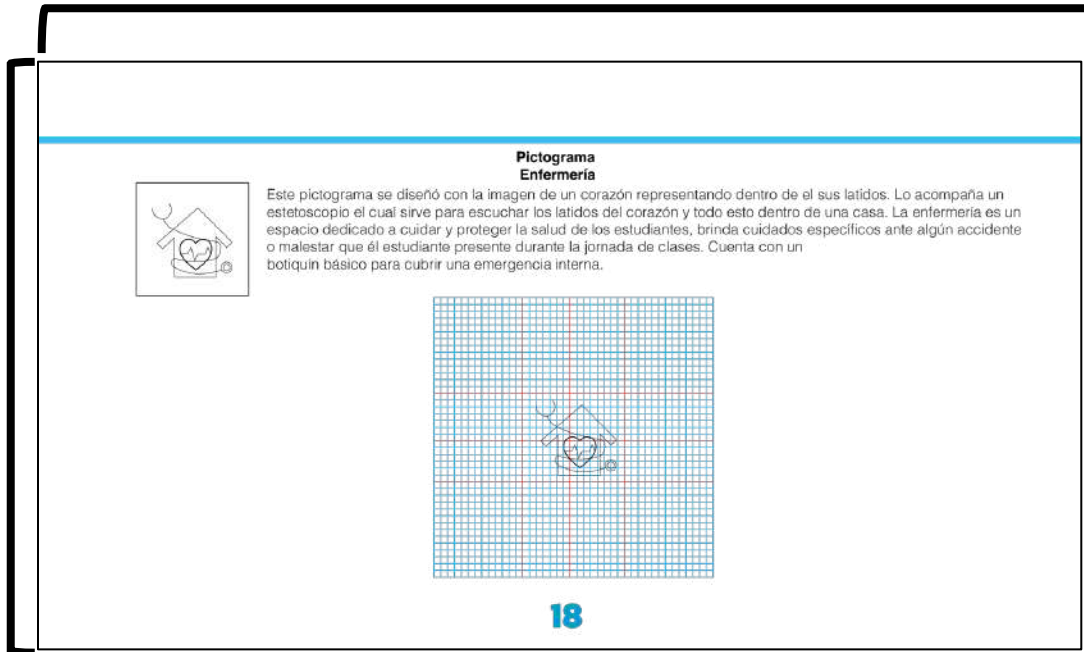 Pictograma
Enfermería
Este pictograma se diseñó con la imagen de un corazón representando dentro de el sus latidos. Lo acompaña un
estetoscopio el cual sirve para escuchar los latidos del corazón y todo esto dentro de una casa. La enfermería es un
espacio dedicado a cuidar y proteger la salud de los estudiantes, brinda cuidados específicos ante algún accidente
o malestar que él estudiante presente durante la jornada de clases. Cuenta con un
botiquín básico para cubrir una emergencia interna.
18